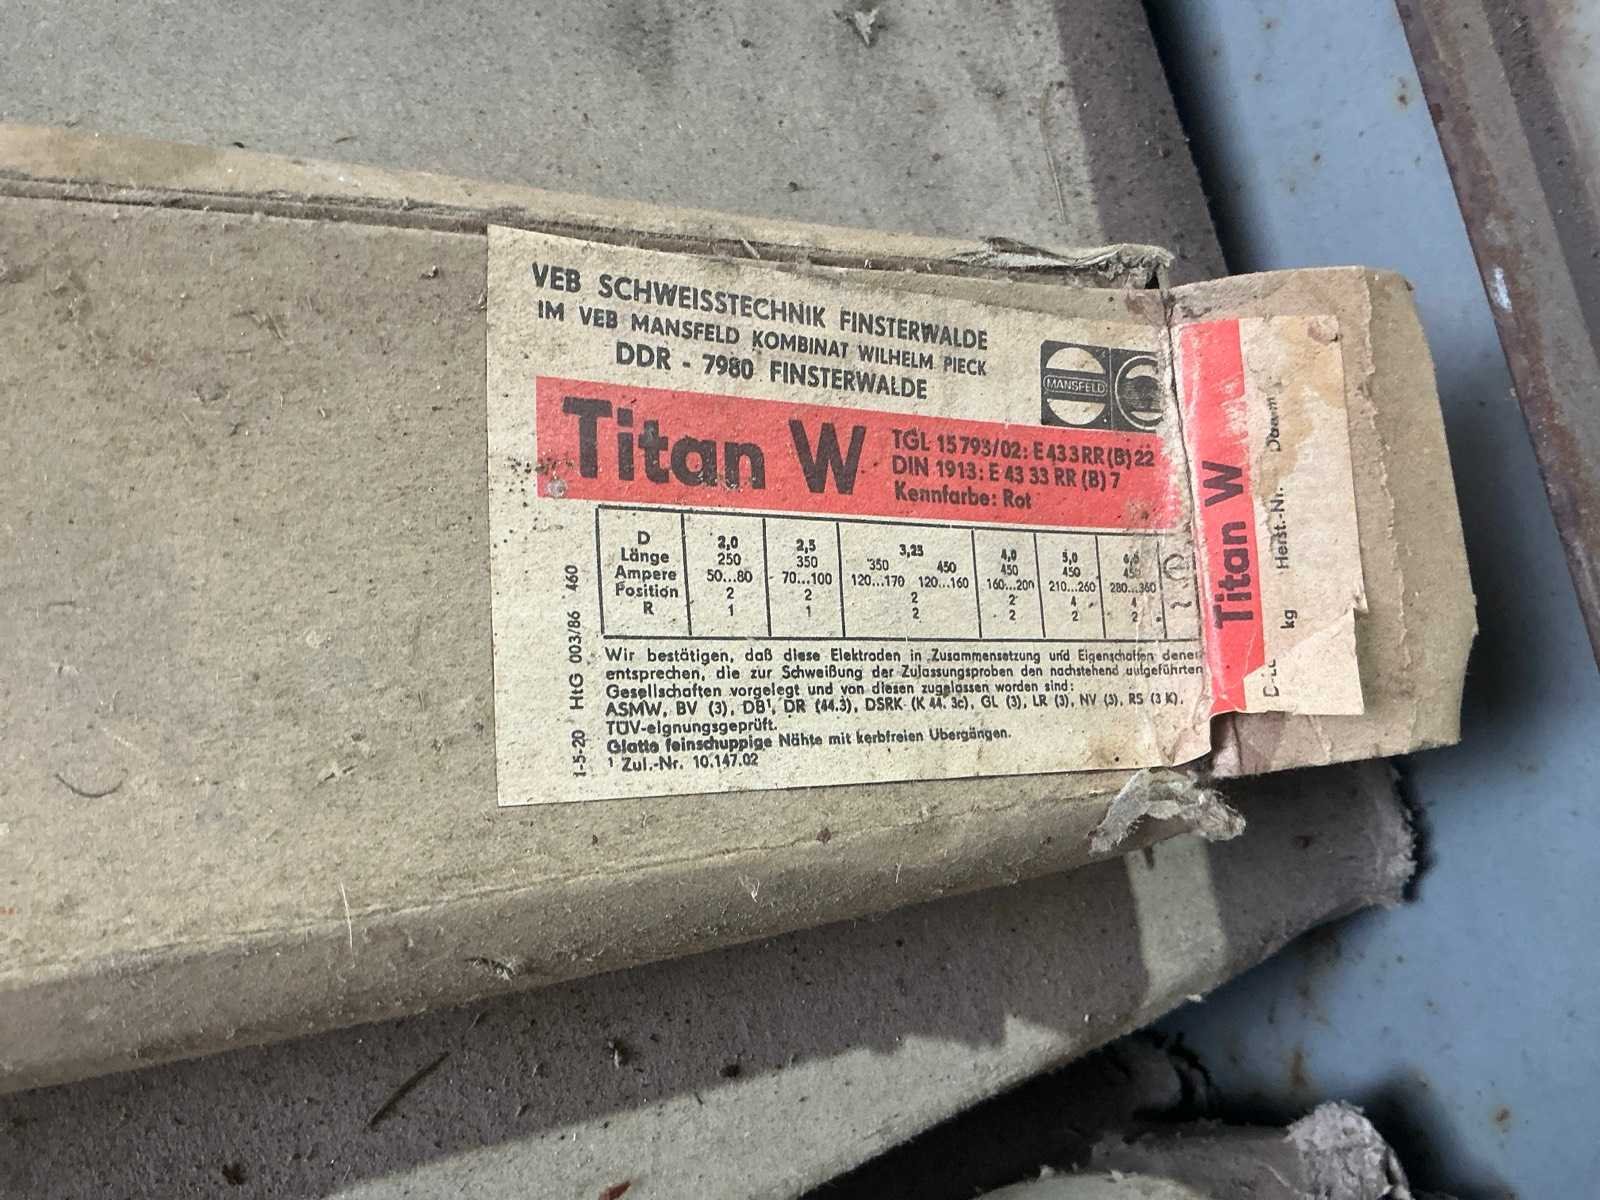 VEB SCHWEISSTECHNIK FINSTERWALDE
IM VEB MANSFELD KOMBINAT WILHELM PIECK
DDR - 7980 FINSTERWALDE
MANSFELD
Titan W
TGL 15793/02: E 433RR(B)22
DIN 1913: E 43 33 RR (B) 7
Kennfarbe: Rot
D 2,0 2,5 3,25 4,0 5,0
Länge 250 350 350 450 450 450 450
Ampere 50...80 70...100 120...170 120...160 160...200 210...260 280...360
Position 2 2 2 2 4 4
R 1 1 2 2 2 2
Wir bestätigen, daß diese Elektroden in Zusammensetzung und Eigenschaften denen
entsprechen, die zur Schweißung der Zulassungsproben den nachstehend aufgeführten
Gesellschaften vorgelegt und von diesen zugelassen worden sind:
ASMW, BV (3), DB¹, DR (44.3), DSRK (K 44. 3c), GL (3), LR (3), NV (3), RS (3 K),
TÜV-eignungsgeprüft.
Glatte feinschuppige Nähte mit kerbfreien Übergängen.
¹ Zul.-Nr. 10.147.02
1-5-20 HtG 003/86 460
Titan W
kg Herst.-Nr.